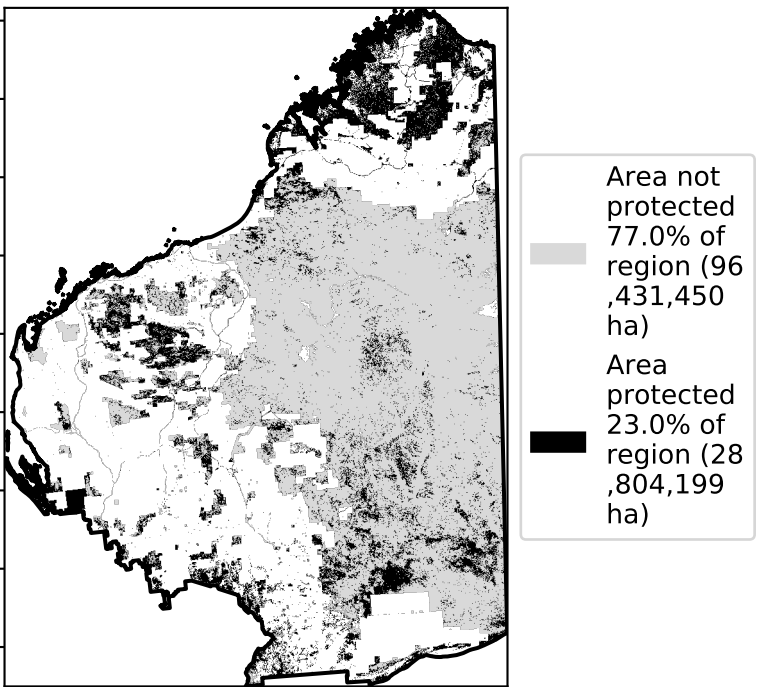 Area not
protected
77.0% of
region (96
,431,450
ha)
Area
protected
23.0% of
region (28
,804,199
ha)